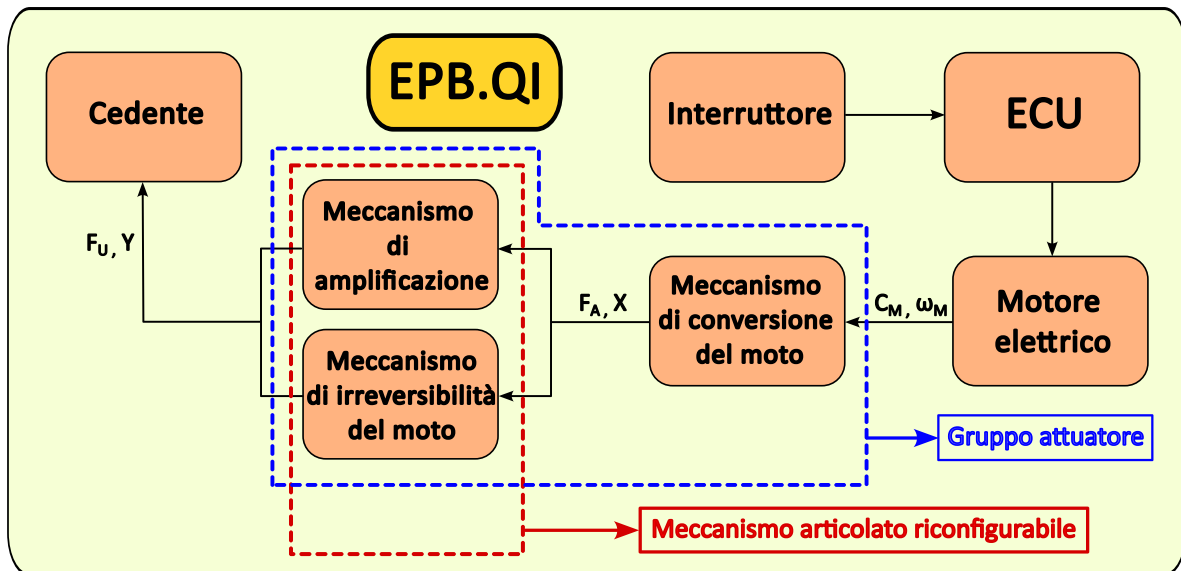 EPB.QI
Cedente
Interruttore
ECU
Meccanismo
di
amplificazione
F_U, Y
F_A, X
Meccanismo
di conversione
del moto
C_M, ω_M
Motore
elettrico
Meccanismo
di irreversibilità
del moto
Gruppo attuatore
Meccanismo articolato riconfigurabile